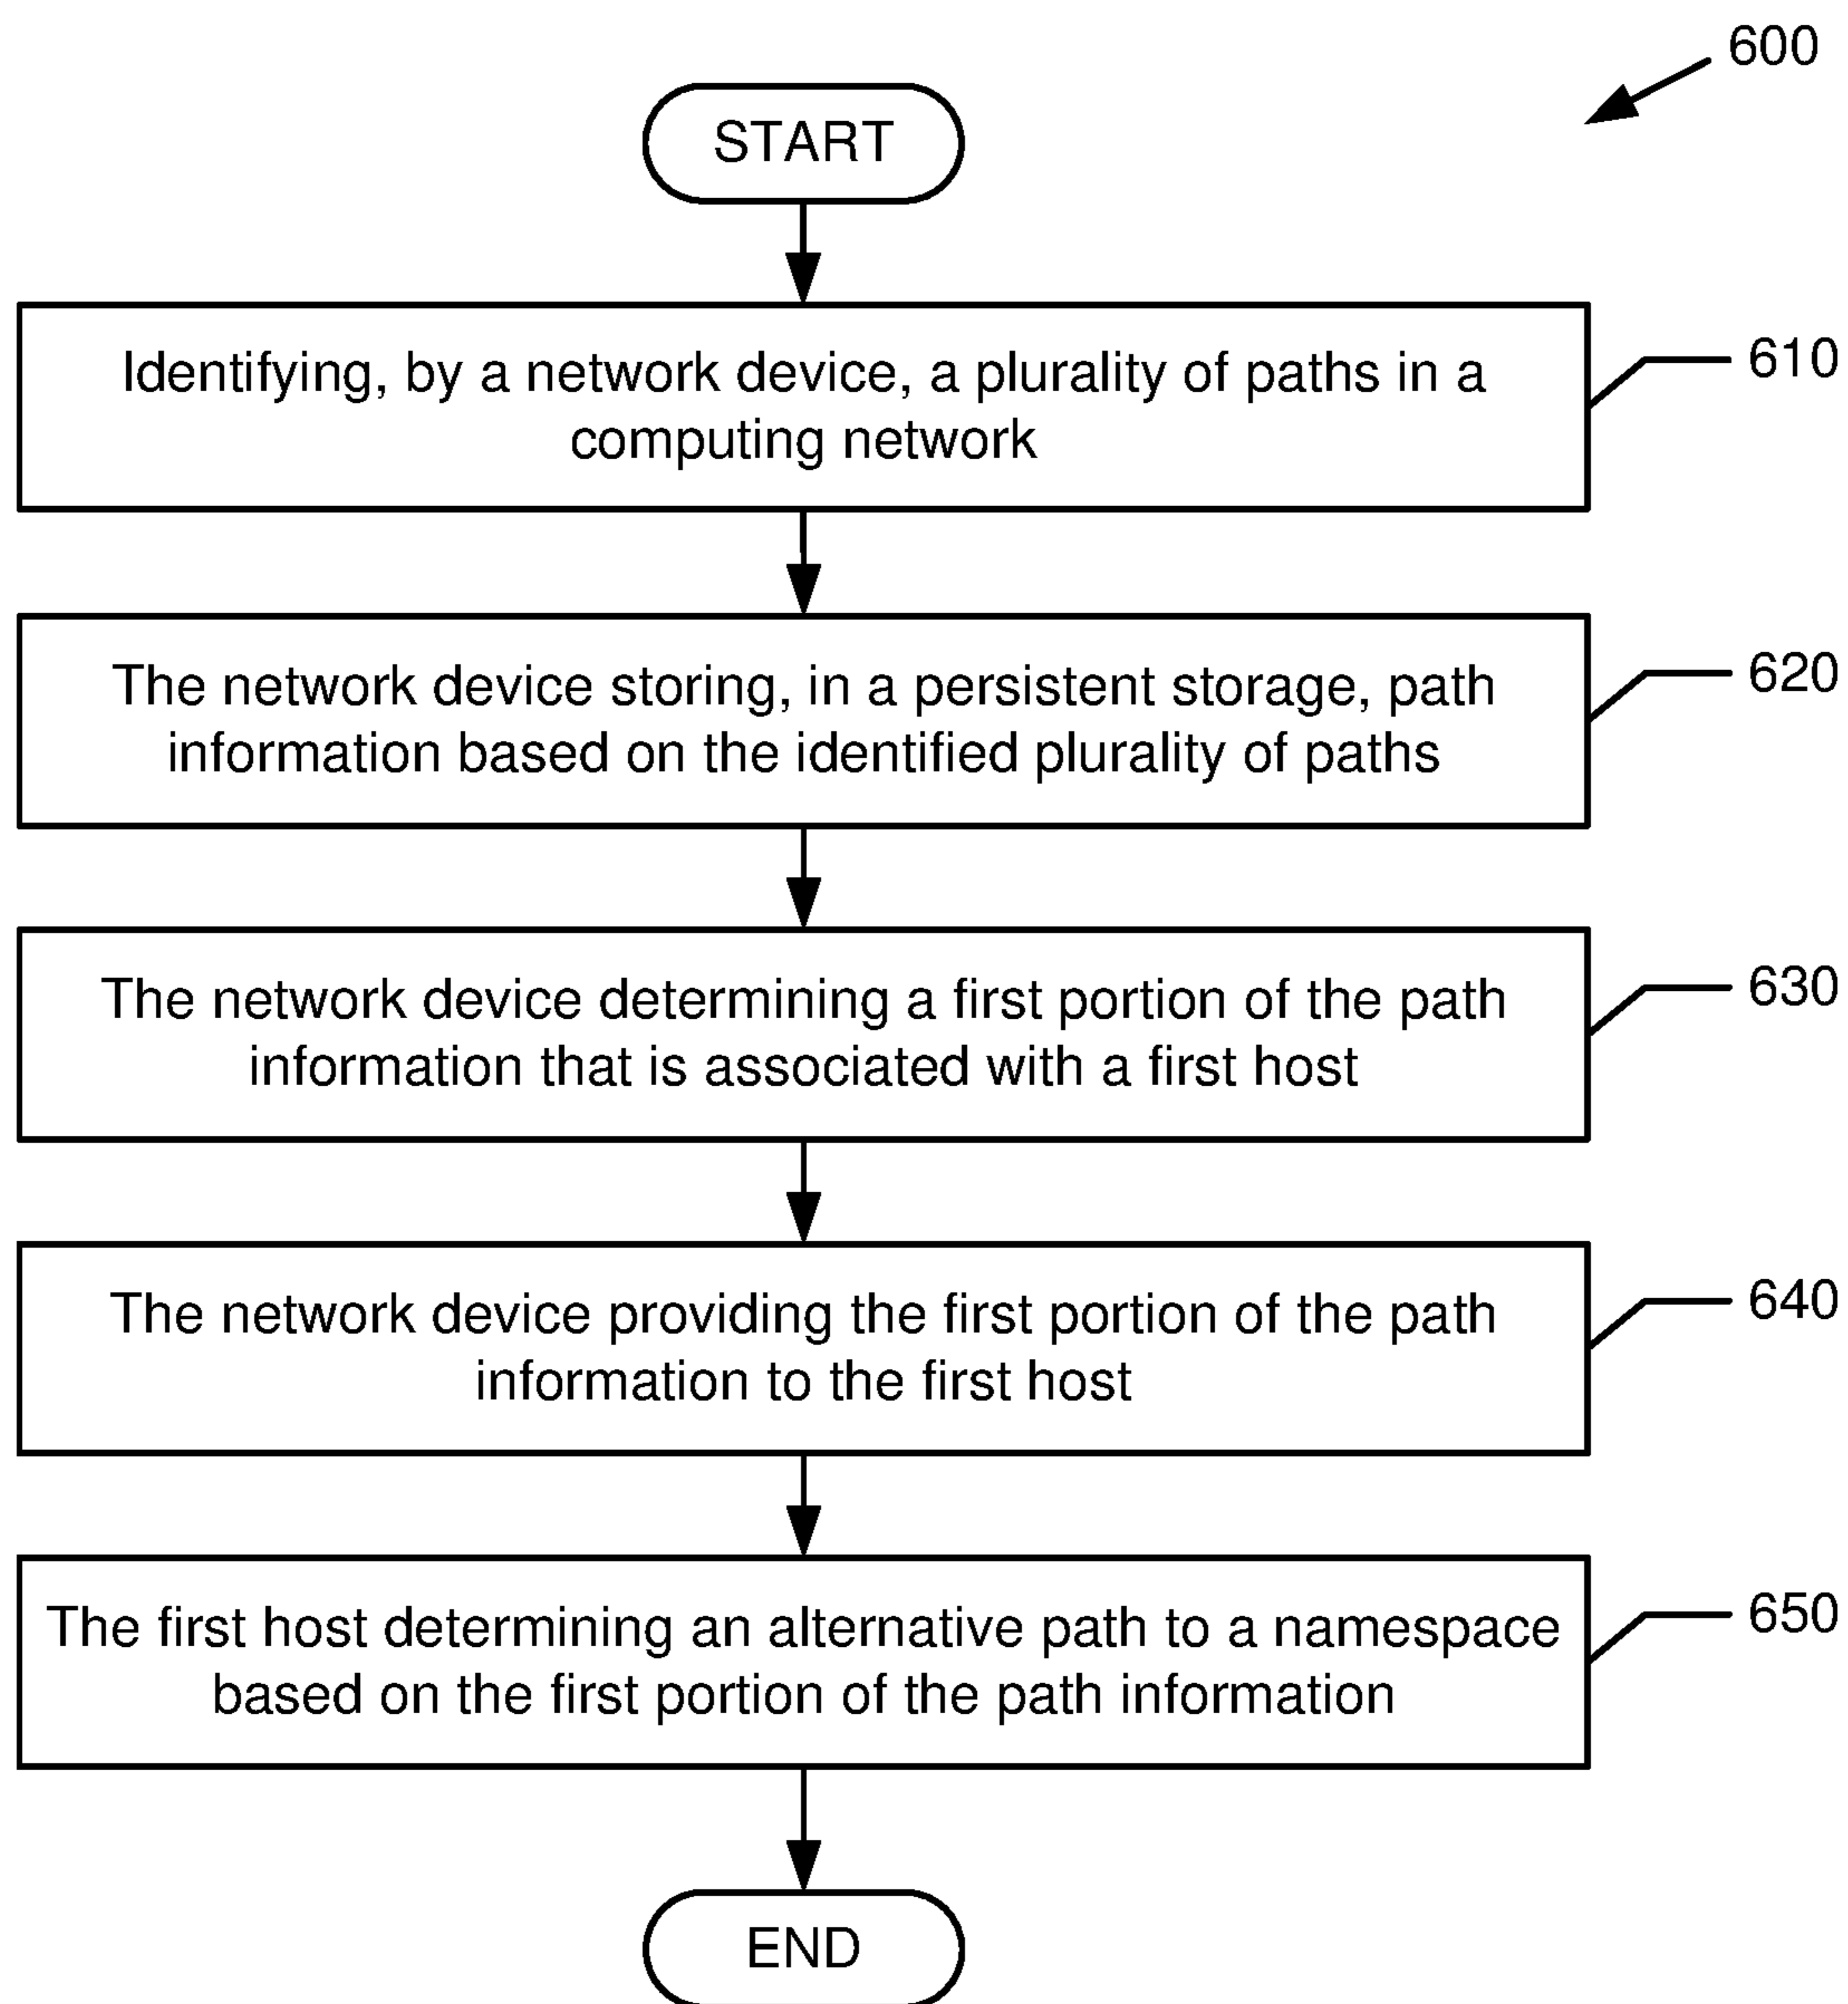 600
START
Identifying, by a network device, a plurality of paths in a
computing network
610
The network device storing, in a persistent storage, path
information based on the identified plurality of paths
620
The network device determining a first portion of the path
information that is associated with a first host
630
The network device providing the first portion of the path
information to the first host
640
The first host determining an alternative path to a namespace
based on the first portion of the path information
650
END